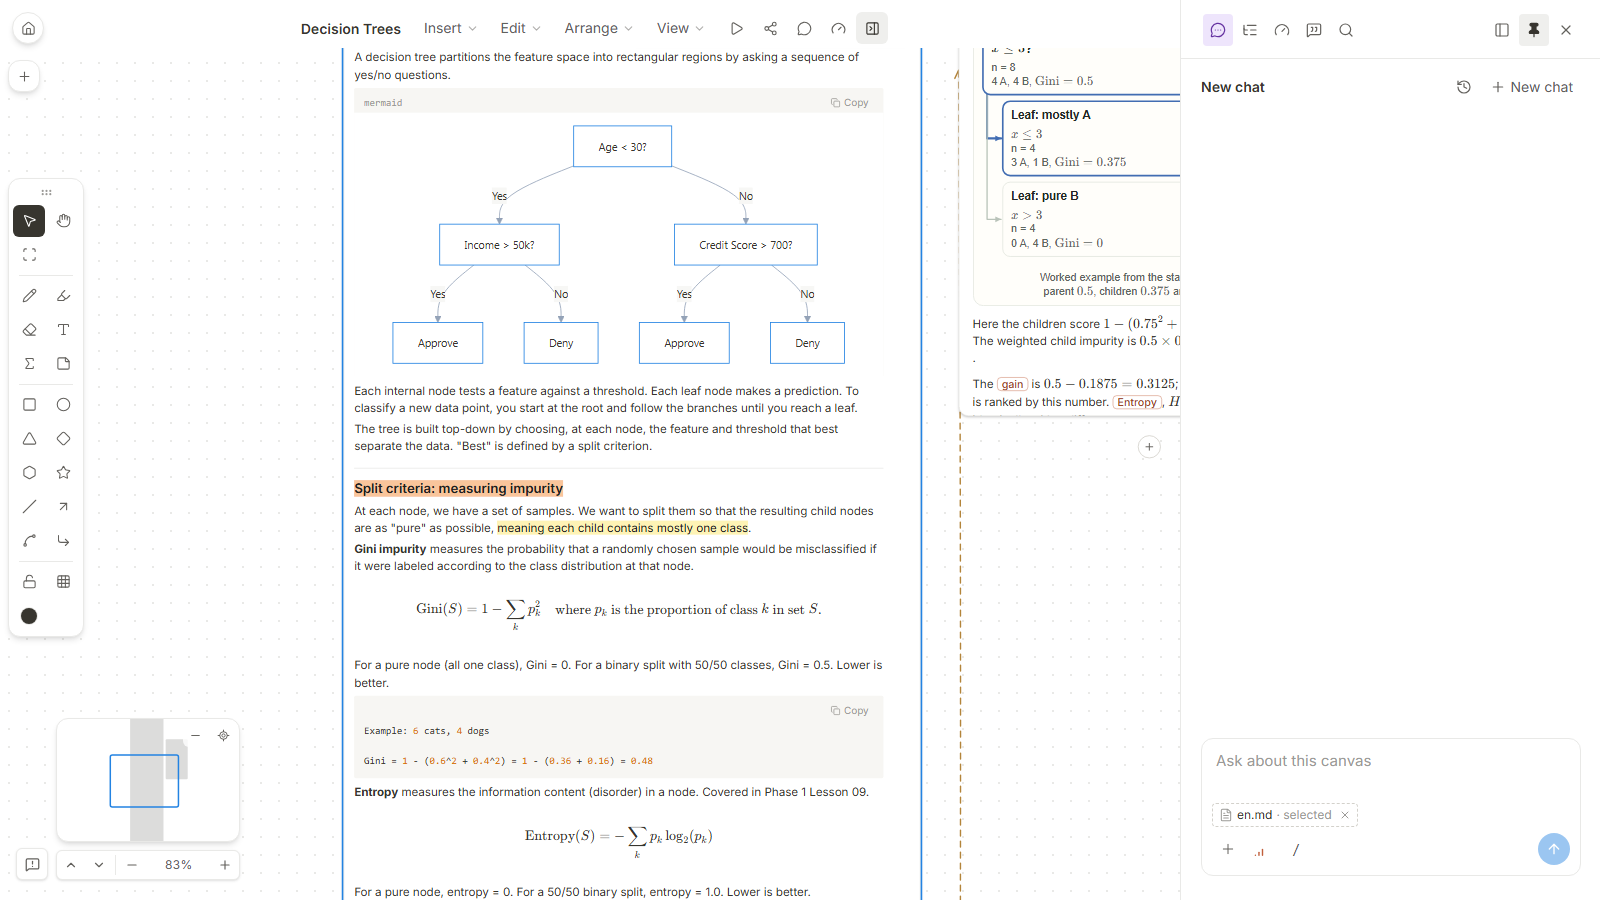 Decision Trees
Insert
Edit
Arrange
View
A decision tree partitions the feature space into rectangular regions by asking a sequence of
yes/no questions.
mermaid
Copy
Age < 30?
Yes
No
Income > 50k?
Credit Score > 700?
Yes
No
Yes
No
Approve
Deny
Approve
Deny
Each internal node tests a feature against a threshold. Each leaf node makes a prediction. To
classify a new data point, you start at the root and follow the branches until you reach a leaf.
The tree is built top-down by choosing, at each node, the feature and threshold that best
separate the data. "Best" is defined by a split criterion.
Split criteria: measuring impurity
At each node, we have a set of samples. We want to split them so that the resulting child nodes
are as "pure" as possible, meaning each child contains mostly one class.
Gini impurity measures the probability that a randomly chosen sample would be misclassified if
it were labeled according to the class distribution at that node.
Gini(S) = 1 − ∑ₖ pₖ² where pₖ is the proportion of class k in set S.
For a pure node (all one class), Gini = 0. For a binary split with 50/50 classes, Gini = 0.5. Lower is
better.
Copy
Example: 6 cats, 4 dogs
Gini = 1 - (0.6^2 + 0.4^2) = 1 - (0.36 + 0.16) = 0.48
Entropy measures the information content (disorder) in a node. Covered in Phase 1 Lesson 09.
Entropy(S) = − ∑ₖ pₖ log₂(pₖ)
For a pure node, entropy = 0. For a 50/50 binary split, entropy = 1.0. Lower is better.
x ≤ 3?
n = 8
4 A, 4 B, Gini = 0.5
Leaf: mostly A
x ≤ 3
n = 4
3 A, 1 B, Gini = 0.375
Leaf: pure B
x > 3
n = 4
0 A, 4 B, Gini = 0
Worked example from the
parent 0.5, children 0.375
Here the children score 1 − (0.75² +
The weighted child impurity is 0.5 ×
.
The gain is 0.5 − 0.1875 = 0.3125;
is ranked by this number. Entropy, H
New chat
New chat
Ask about this canvas
en.md · selected
83%